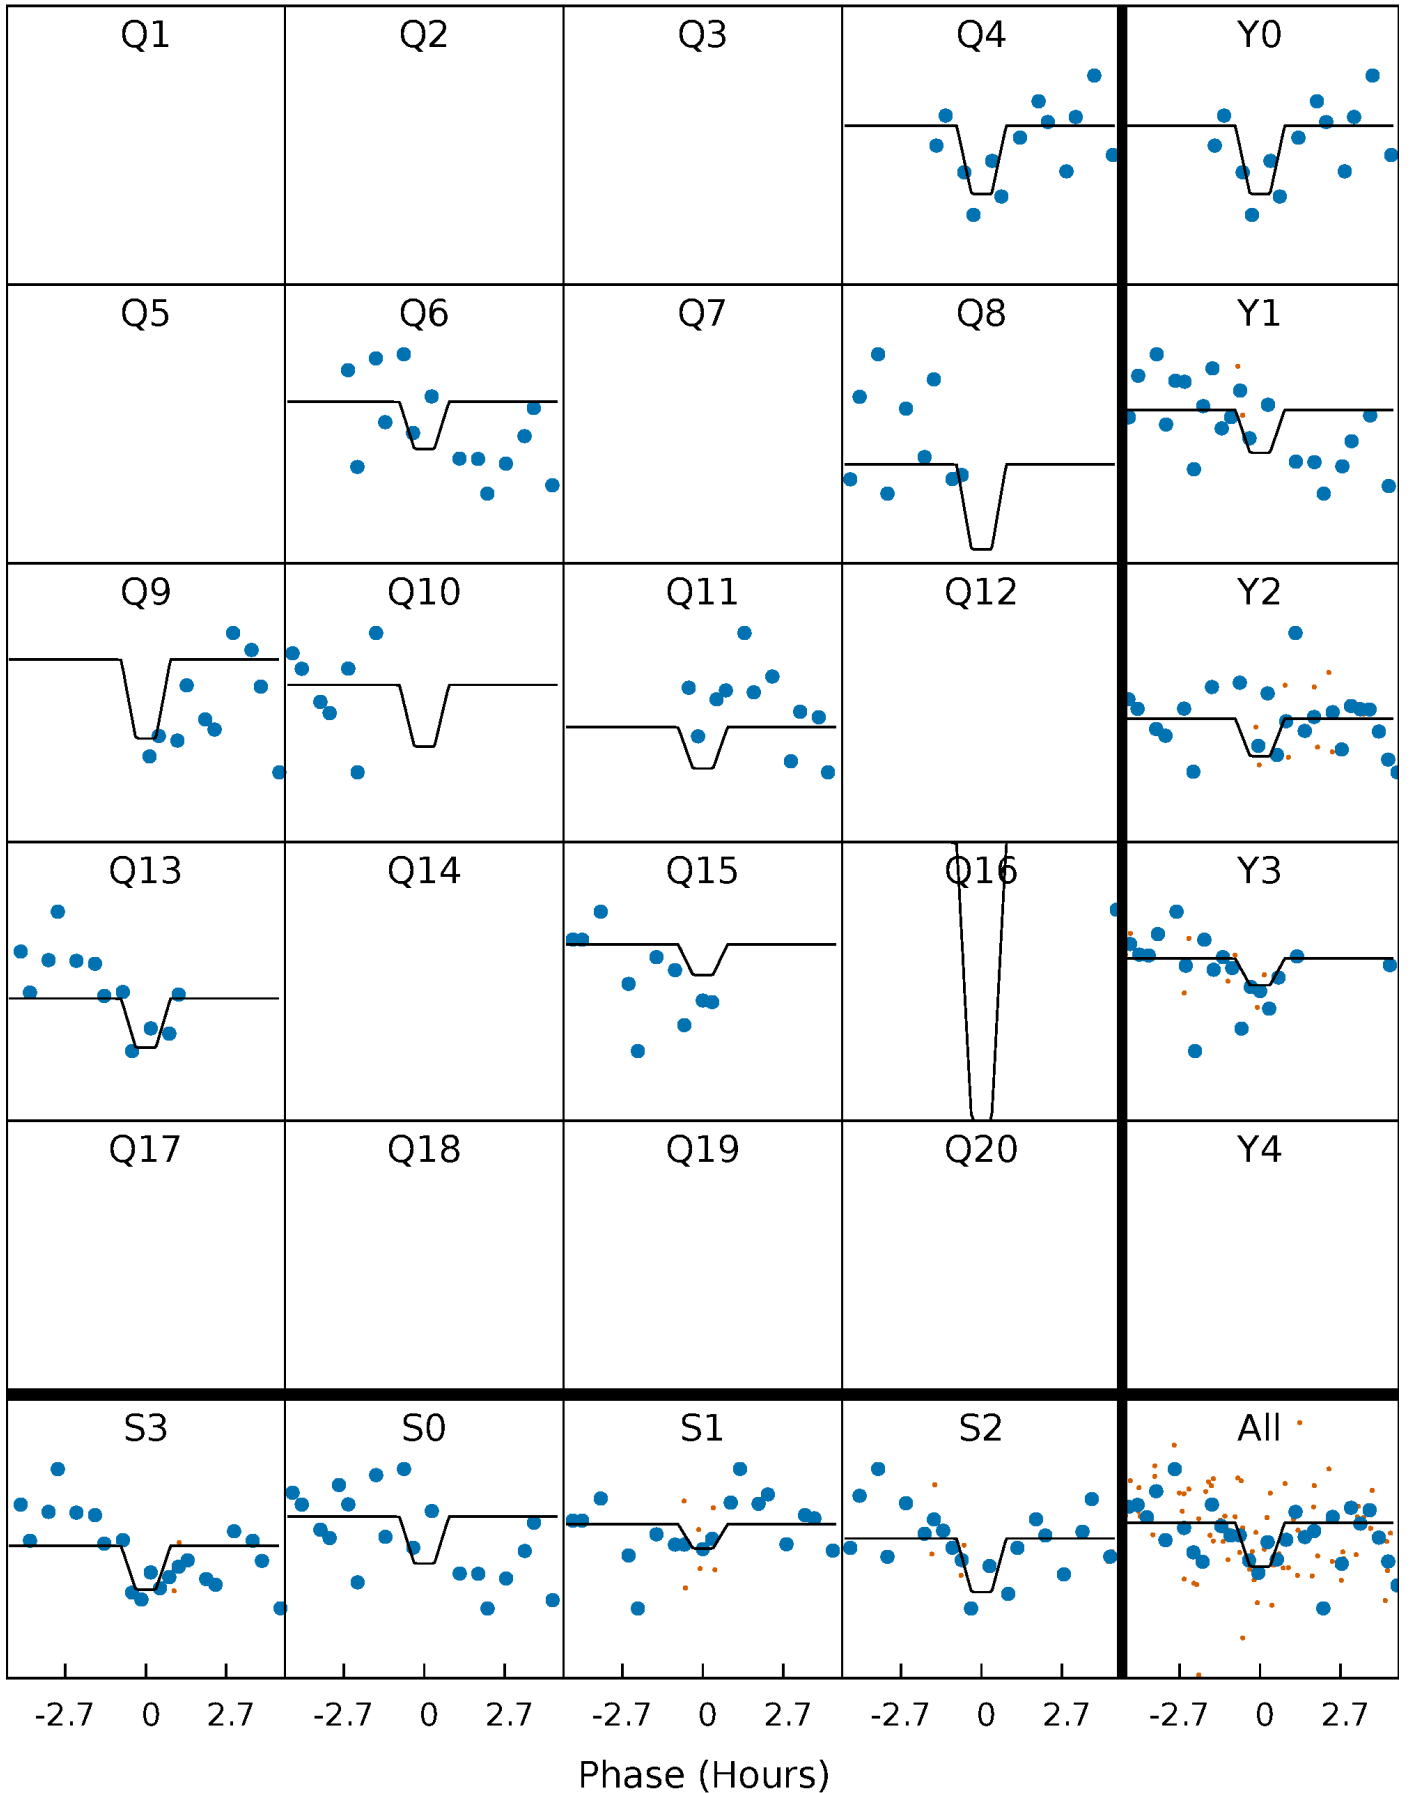 Q1 Q2 Q3 Q4 Y0
Q5 Q6 Q7 Q8 Y1
Q9 Q10 Q11 Q12 Y2
Q13 Q14 Q15 Q16 Y3
Q17 Q18 Q19 Q20 Y4
S3 S0 S1 S2 All
-2.7 0 2.7 -2.7 0 2.7 -2.7 0 2.7 -2.7 0 2.7 -2.7 0 2.7
Phase (Hours)